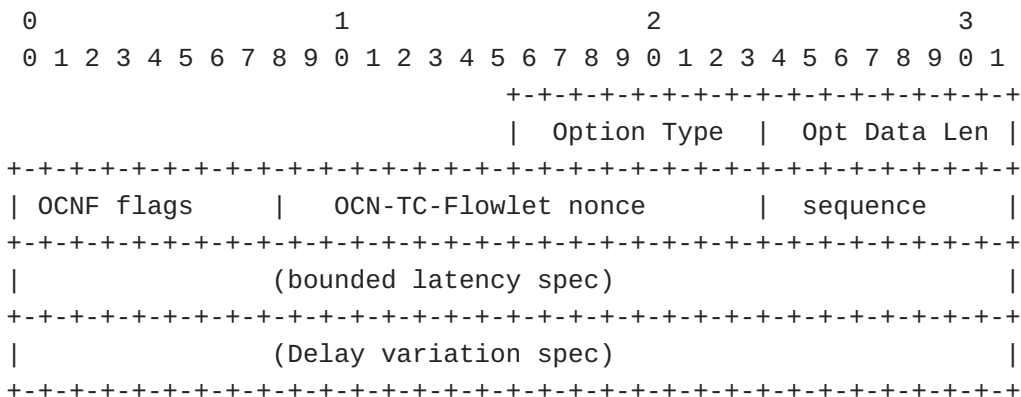 0                   1                   2                   3
 0 1 2 3 4 5 6 7 8 9 0 1 2 3 4 5 6 7 8 9 0 1 2 3 4 5 6 7 8 9 0 1
                                +-+-+-+-+-+-+-+-+-+-+-+-+-+-+-+-+
                                |  Option Type  |  Opt Data Len |
+-+-+-+-+-+-+-+-+-+-+-+-+-+-+-+-+-+-+-+-+-+-+-+-+-+-+-+-+-+-+-+-+
| OCNF flags     |   OCN-TC-Flowlet nonce       |  sequence     |
+-+-+-+-+-+-+-+-+-+-+-+-+-+-+-+-+-+-+-+-+-+-+-+-+-+-+-+-+-+-+-+-+
|                (bounded latency spec)                         |
+-+-+-+-+-+-+-+-+-+-+-+-+-+-+-+-+-+-+-+-+-+-+-+-+-+-+-+-+-+-+-+-+
|                (Delay variation spec)                         |
+-+-+-+-+-+-+-+-+-+-+-+-+-+-+-+-+-+-+-+-+-+-+-+-+-+-+-+-+-+-+-+-+